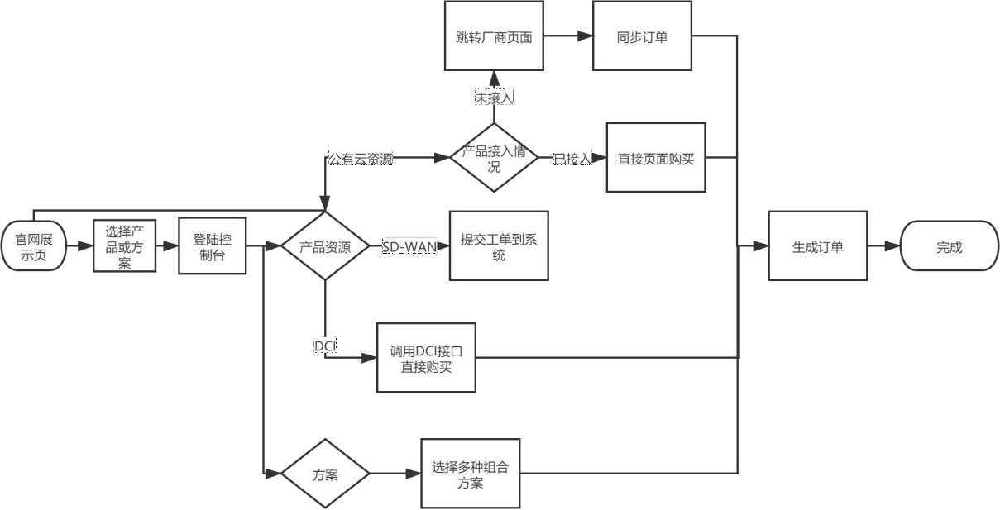 跳转厂商页面
同步订单
未接入
公有云资源
产品接入情
况
已接入
直接页面购买
官网展
示页
选择产
品或方
案
登陆控
制台
产品资源
SD-WAN
提交工单到系
统
生成订单
完成
DCI
调用DCI接口
直接购买
方案
选择多种组合
方案